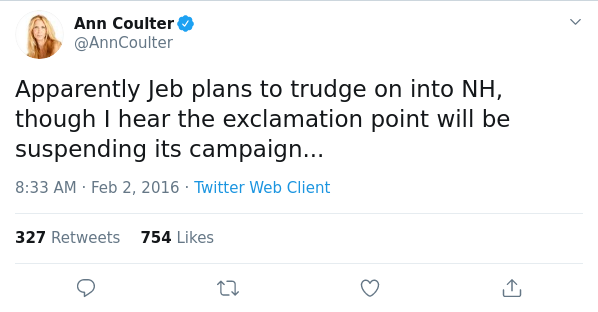 Ann Coulter
@AnnCoulter
Apparently Jeb plans to trudge on into NH,
though I hear the exclamation point will be
suspending its campaign...
8:33 AM · Feb 2, 2016 · Twitter Web Client
327 Retweets 754 Likes